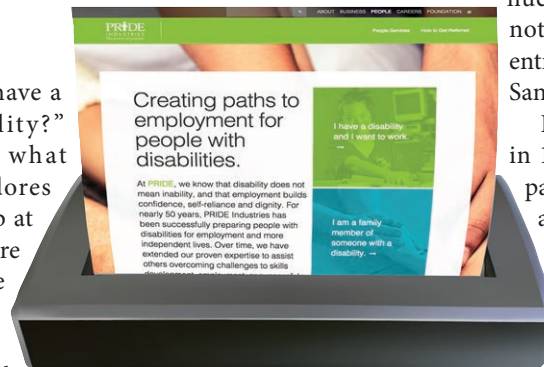 ABOUT BUSINESS PEOPLE CAREERS FOUNDATION
PRIDE
INDUSTRIES
People Services How to Get Referred
Creating paths to
employment for
people with
disabilities.
At PRIDE, we know that disability does not
mean inability, and that employment builds
confidence, self-reliance and dignity. For
nearly 50 years, PRIDE Industries has
been successfully preparing people with
disabilities for employment and more
independent lives. Over time, we have
extended our proven expertise to assist
others overcoming challenges to skills
I have a disability
and I want to work.
→
I am a family
member of
someone with a
disability. →
have a
lity?”
what
lores
o at
re
e
not
enti
San
in 1
pa
a